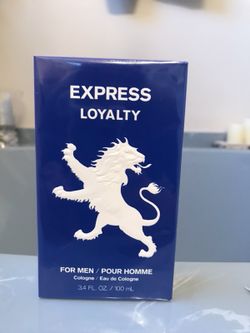 EXPRESS
LOYALTY
FOR MEN / POUR HOMME
Cologne / Eau de Cologne
3.4 FL. OZ. / 100 mL